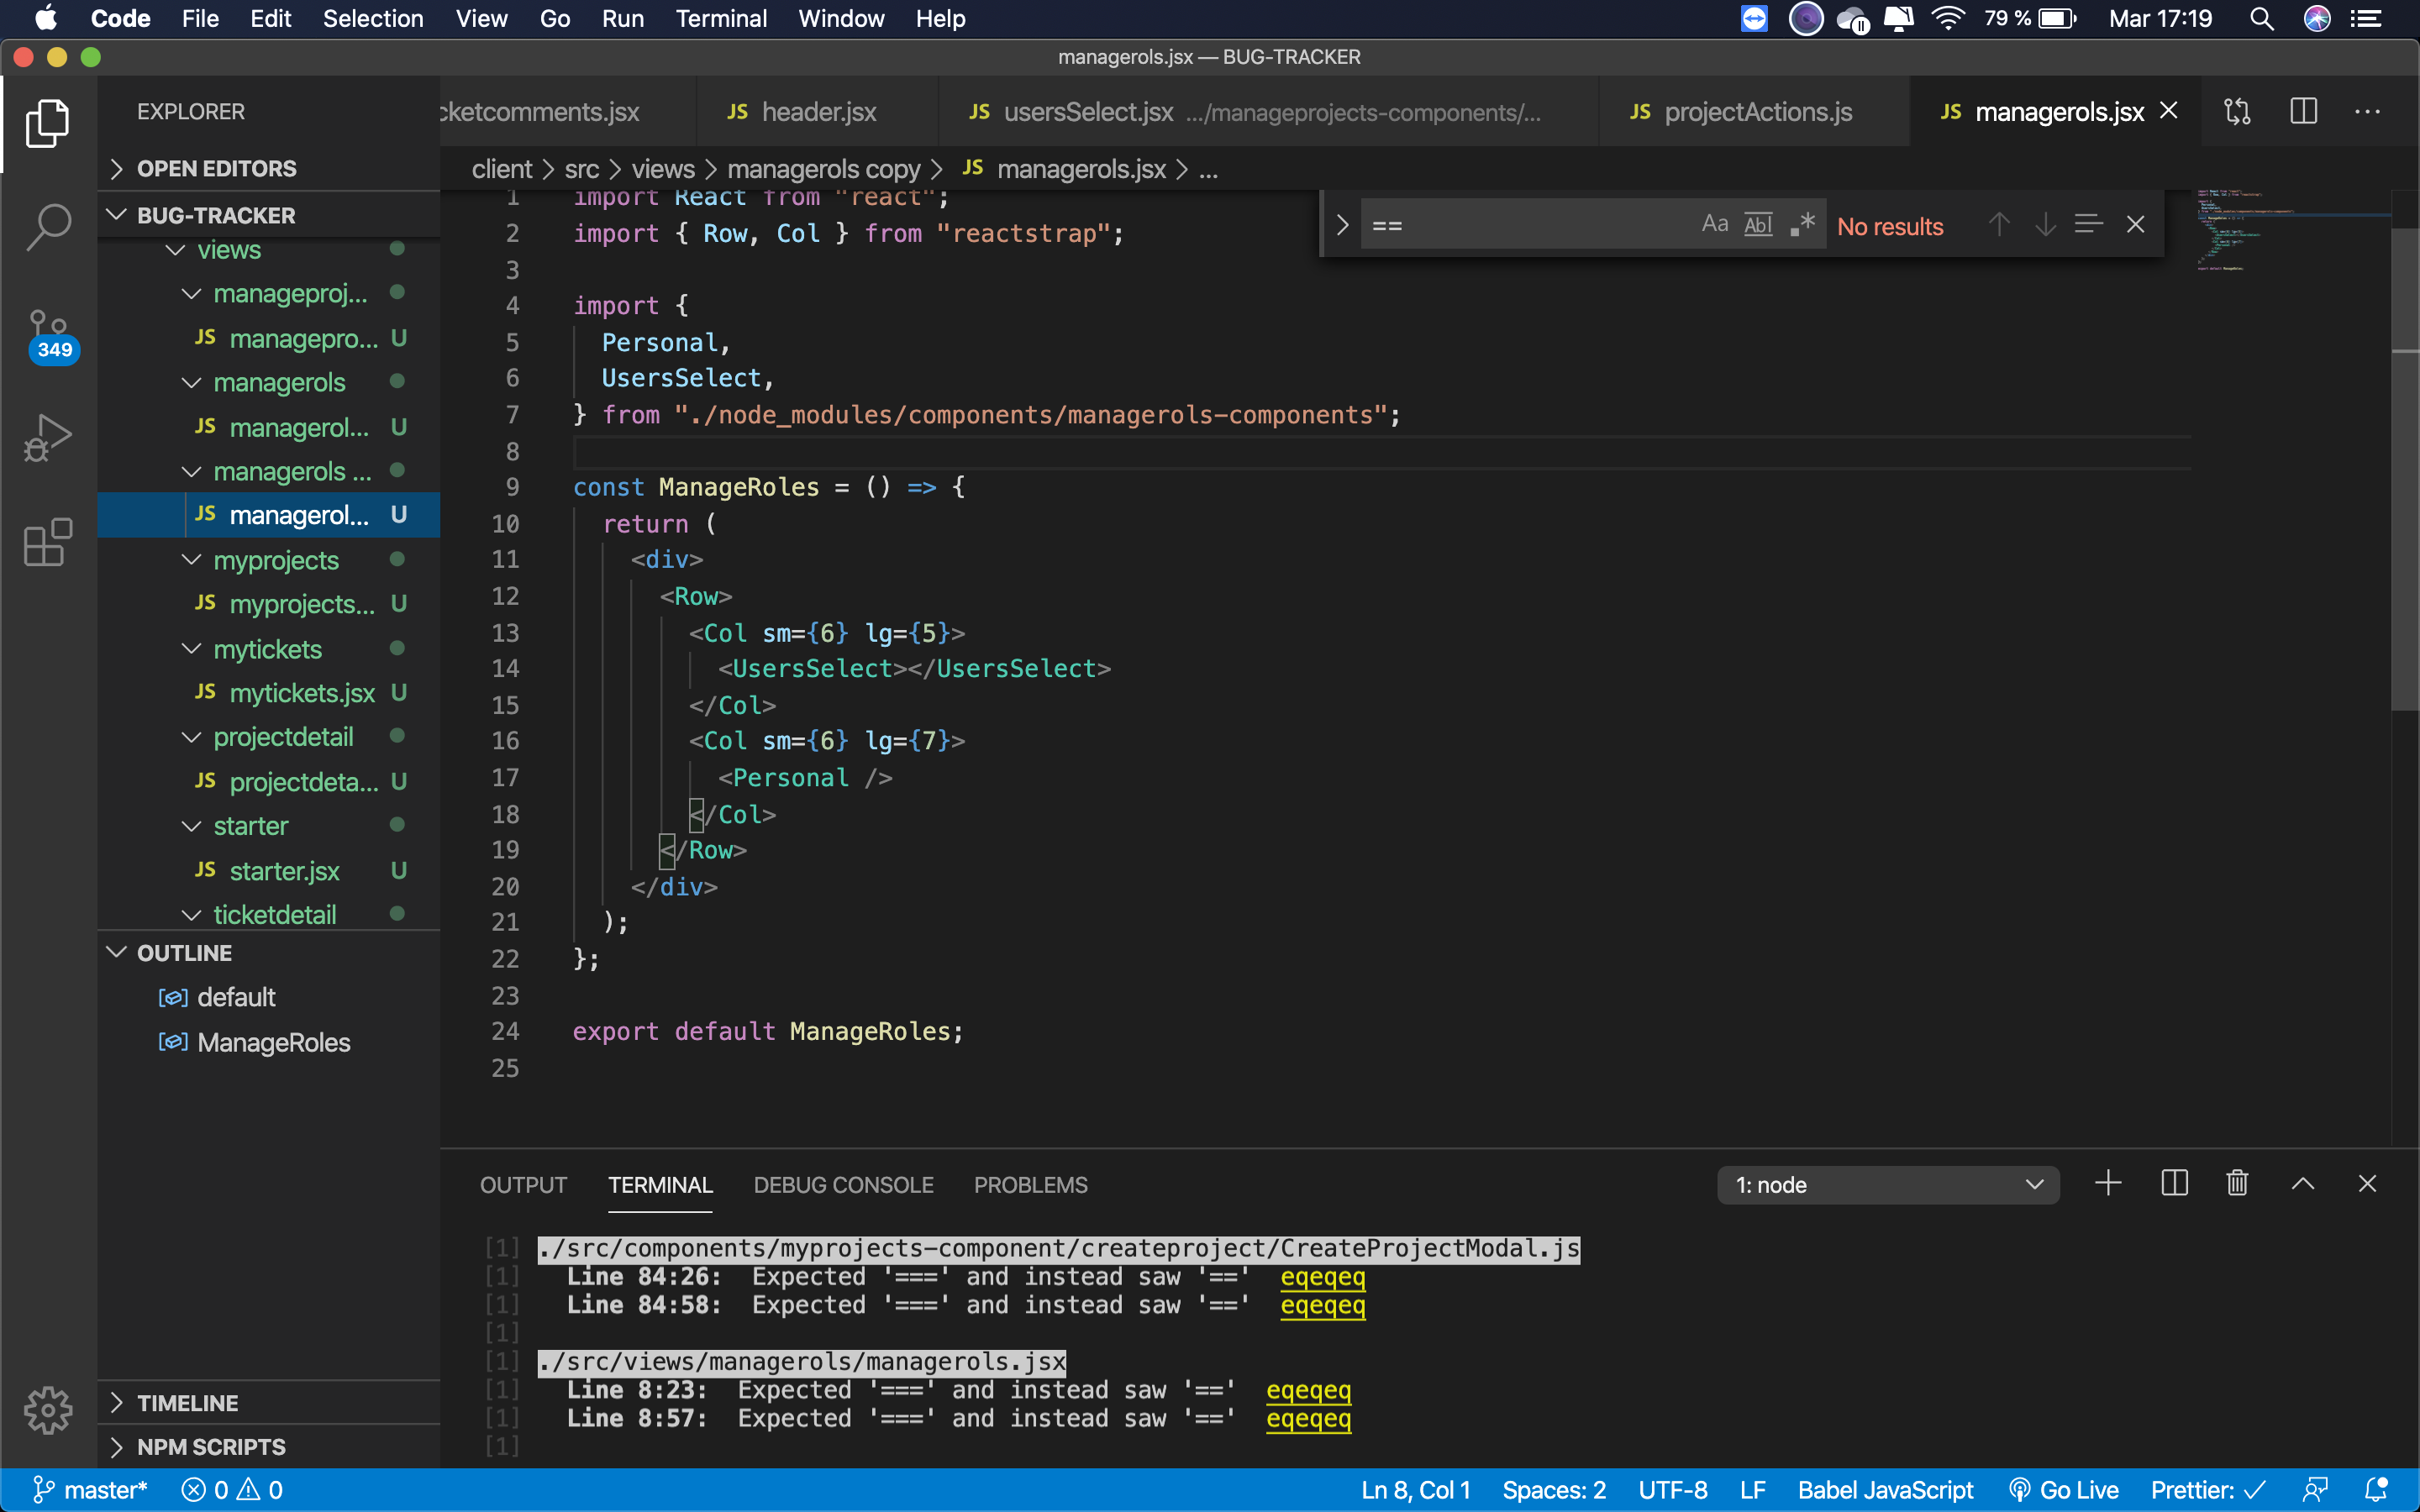 Code File Edit Selection View Go Run Terminal Window Help 79 % Mar 17:19
managerols.jsx — BUG-TRACKER
EXPLORER
OPEN EDITORS
BUG-TRACKER
views
manageproj...
JS managepro... U
managerols
JS managerol... U
managerols ...
JS managerol... U
myprojects
JS myprojects... U
mytickets
JS mytickets.jsx U
projectdetail
JS projectdeta... U
starter
JS starter.jsx U
ticketdetail
349
OUTLINE
default
ManageRoles
TIMELINE
NPM SCRIPTS
cketcomments.jsx JS header.jsx JS usersSelect.jsx .../manageprojects-components/... JS projectActions.js JS managerols.jsx
client > src > views > managerols copy > JS managerols.jsx > ...
== Aa Abl .* No results
1 import React from "react";
2 import { Row, Col } from "reactstrap";
3
4 import {
5 Personal,
6 UsersSelect,
7 } from "./node_modules/components/managerols-components";
8
9 const ManageRoles = () => {
10 return (
11 <div>
12 <Row>
13 <Col sm={6} lg={5}>
14 <UsersSelect></UsersSelect>
15 </Col>
16 <Col sm={6} lg={7}>
17 <Personal />
18 </Col>
19 </Row>
20 </div>
21 );
22 };
23
24 export default ManageRoles;
25
OUTPUT TERMINAL DEBUG CONSOLE PROBLEMS 1: node
[1] ./src/components/myprojects-component/createproject/CreateProjectModal.js
[1] Line 84:26: Expected '===' and instead saw '==' eqeqeq
[1] Line 84:58: Expected '===' and instead saw '==' eqeqeq
[1]
[1] ./src/views/managerols/managerols.jsx
[1] Line 8:23: Expected '===' and instead saw '==' eqeqeq
[1] Line 8:57: Expected '===' and instead saw '==' eqeqeq
[1]
master* 0 0 Ln 8, Col 1 Spaces: 2 UTF-8 LF Babel JavaScript Go Live Prettier: ✓